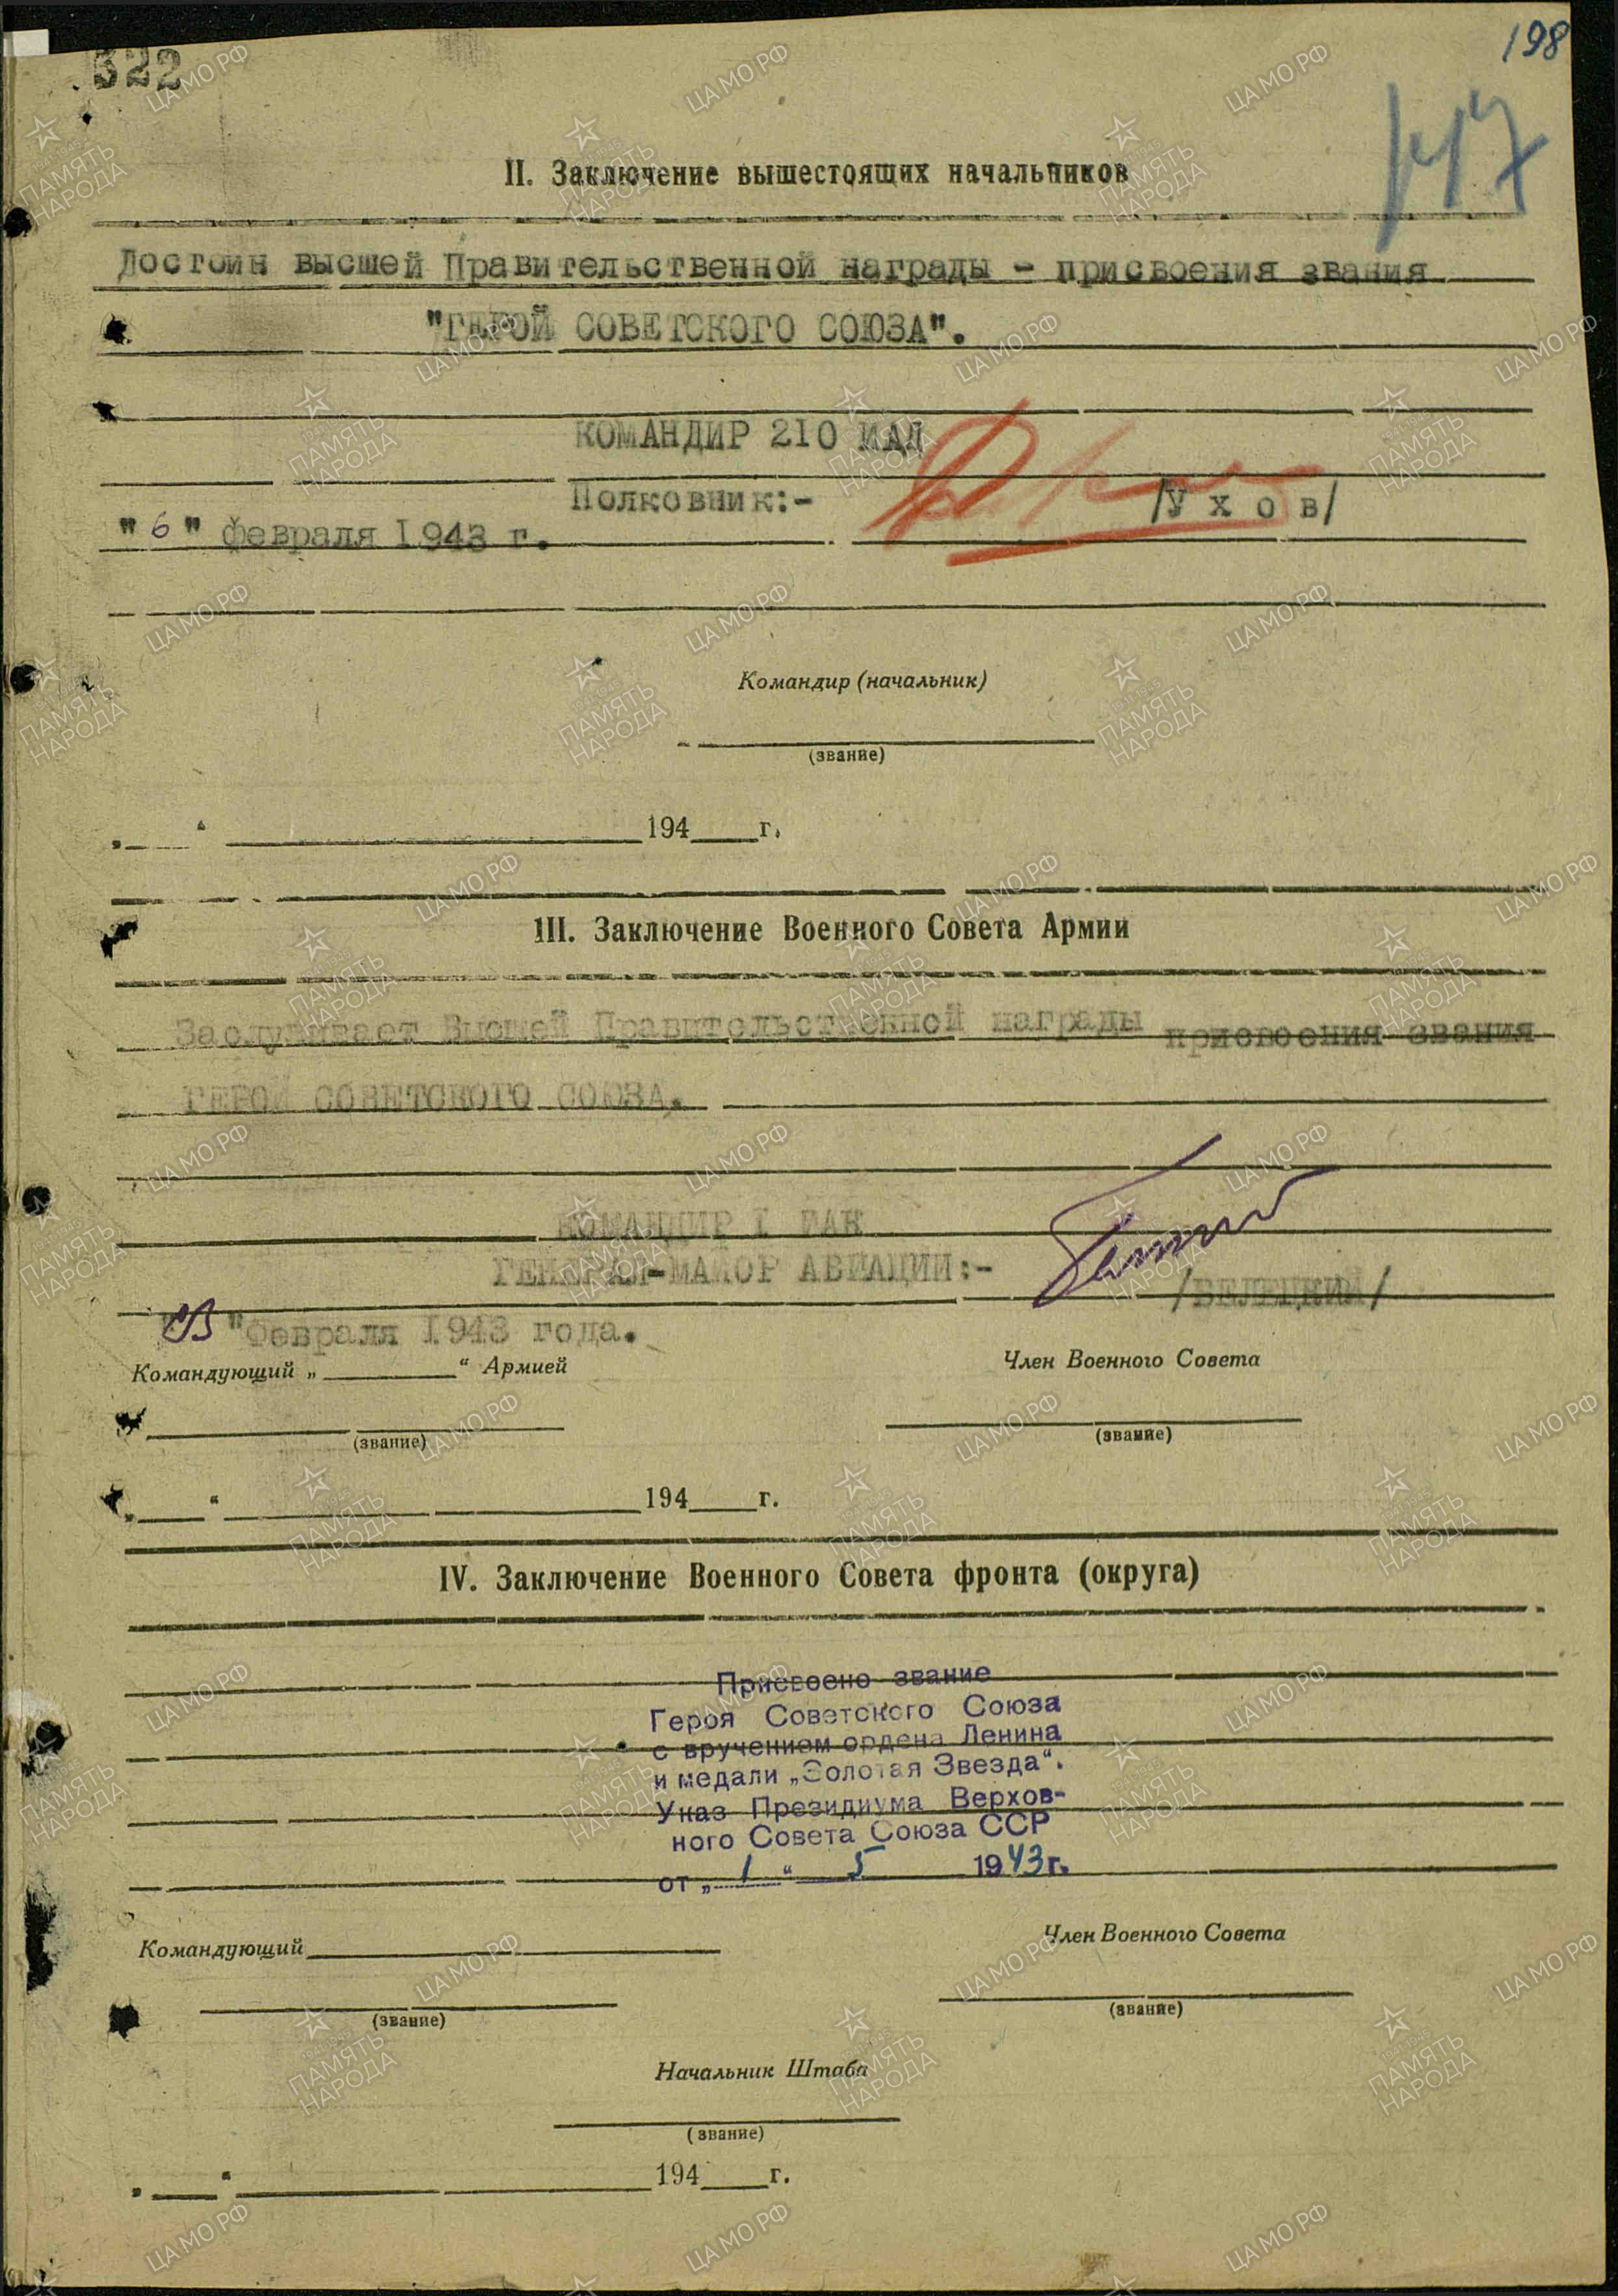 322
198
147
II. Заключение вышестоящих начальников
Достоин высшей Правительственной награды - присвоения звания
"ГЕРОЙ СОВЕТСКОГО СОЮЗА".
КОМАНДИР 210 ИАД
Полковник:- /У х о в/
"6" февраля 1943 г.
Командир (начальник)
(звание)
„ “ 194 г.
III. Заключение Военного Совета Армии
Заслуживает Высшей Правительственной награды присвоения звания
ГЕРОЙ СОВЕТСКОГО СОЮЗА.
КОМАНДИР I БАК
ГЕНЕРАЛ-МАЙОР АВИАЦИИ:-
/БЕЛЕЦКИЙ/
"Февраля 1943 года.
Командующий „ “ Армией
Член Военного Совета
(звание)
(звание)
„ “ 194 г.
IV. Заключение Военного Совета фронта (округа)
Присвоено звание
Героя Советского Союза
с вручением ордена Ленина
и медали „Золотая Звезда“.
Указ Президиума Верхов-
ного Совета Союза ССР
от „ 1 “ 5 1943 г.
Командующий
Член Военного Совета
(звание)
(звание)
Начальник Штаба
(звание)
„ “ 194 г.
ЦАМО РФ
ПАМЯТЬ НАРОДА
1941-1945